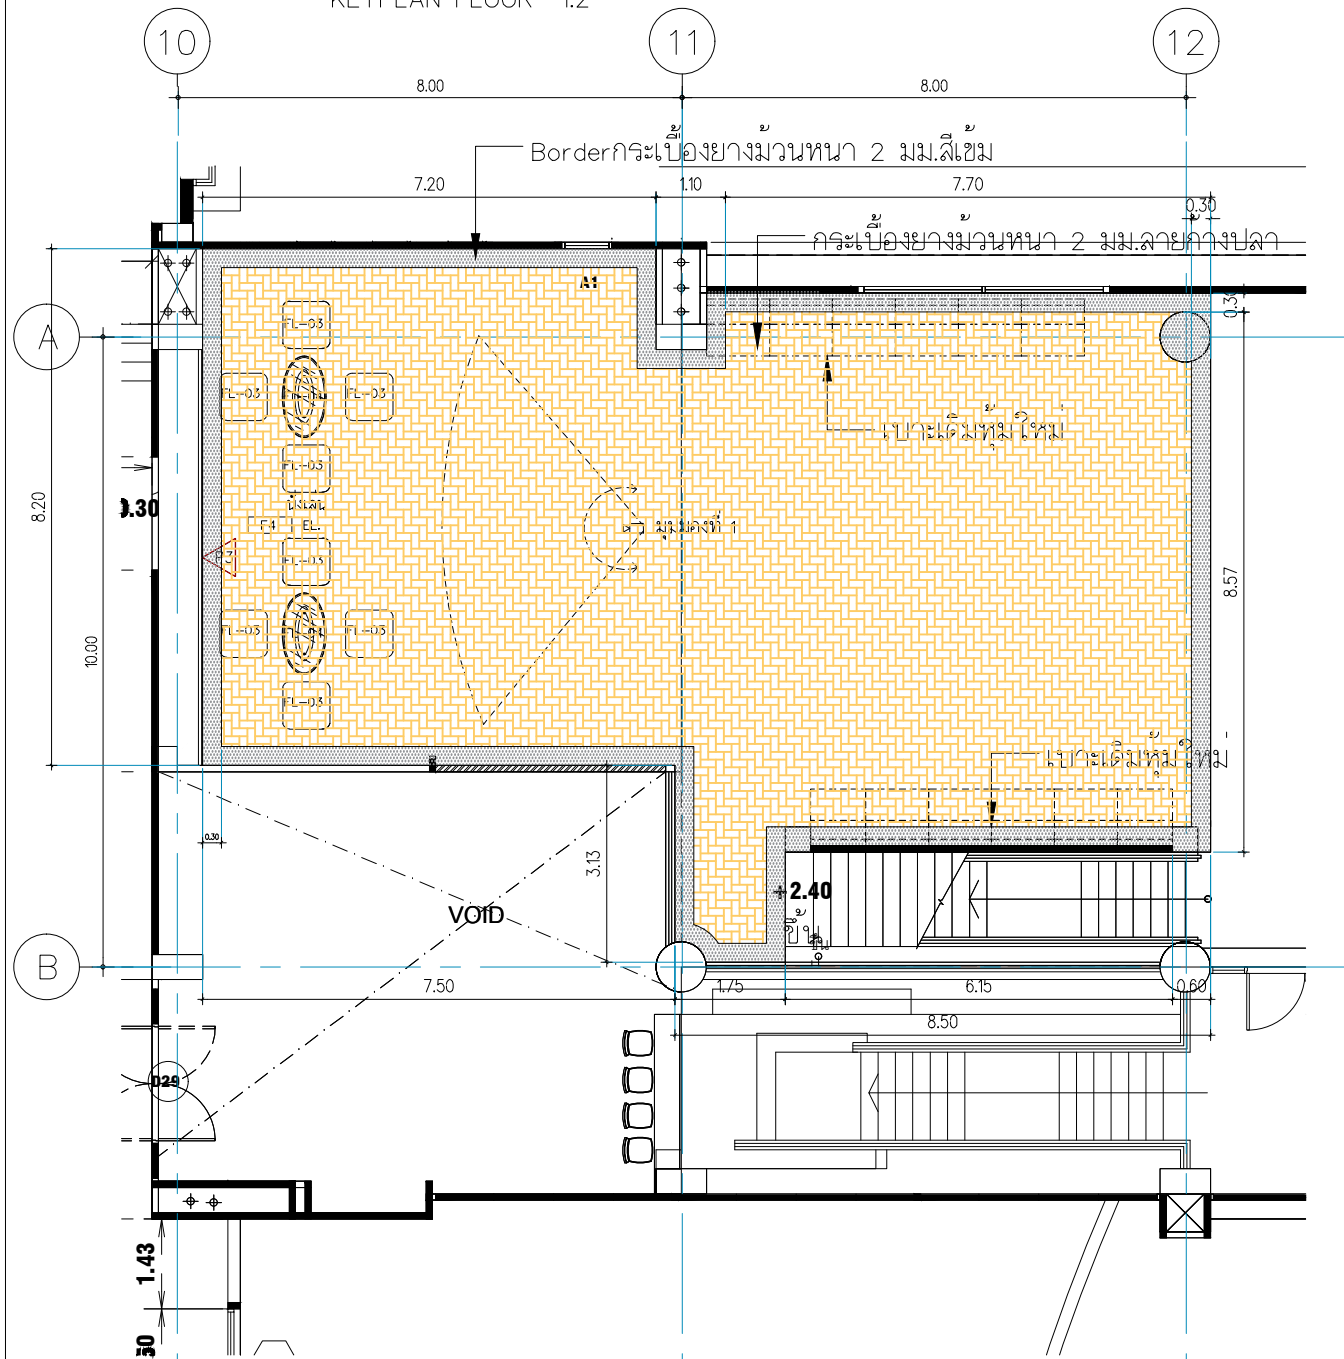 KEYPLAN FLOOR 1.2
10
11
12
8.00
8.00
Borderกระเบื้องยางม้วนหนา 2 มม.สีเข้ม
7.20
1.10
7.70
0.30
กระเบื้องยางม้วนหนา 2 มม.ลายก้างปลา
A1
0.30
A
FL-03
FL-03
FL-03
เบาะเดิมหุ้มใหม่
FL-03
8.20
นั่งเล่น
F4
EL.
มุมมองที่ 1
FL-03
8.57
FL-03
FL-03
10.00
FL-03
เบาะเดิมหุ้มใหม่
0.30
3.13
+2.40
VOID
B
7.50
1.75
6.15
0.60
8.50
D29
1.43